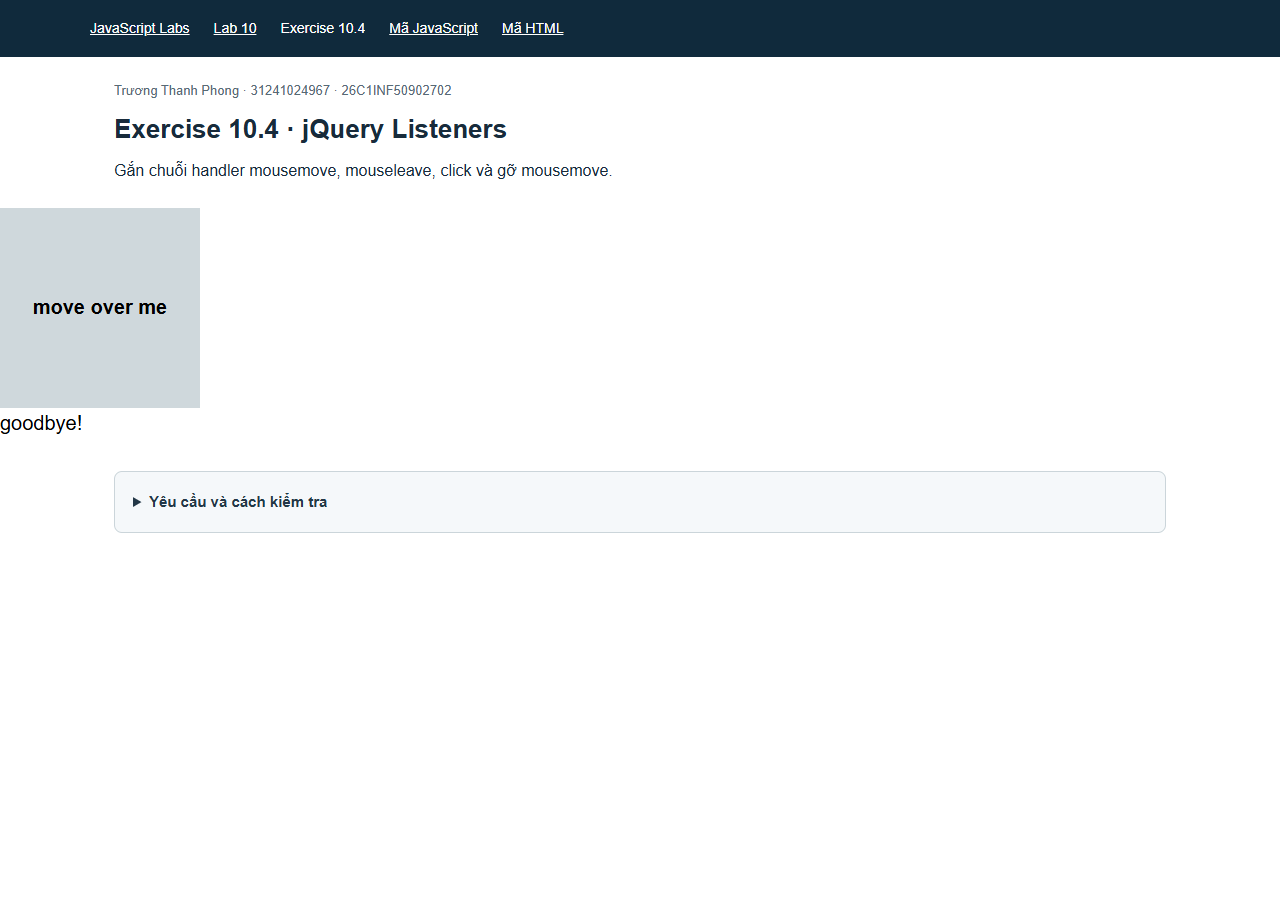 JavaScript Labs Lab 10 Exercise 10.4 Mã JavaScript Mã HTML
Trương Thanh Phong · 31241024967 · 26C1INF50902702
Exercise 10.4 · jQuery Listeners
Gắn chuỗi handler mousemove, mouseleave, click và gỡ mousemove.
move over me
goodbye!
Yêu cầu và cách kiểm tra